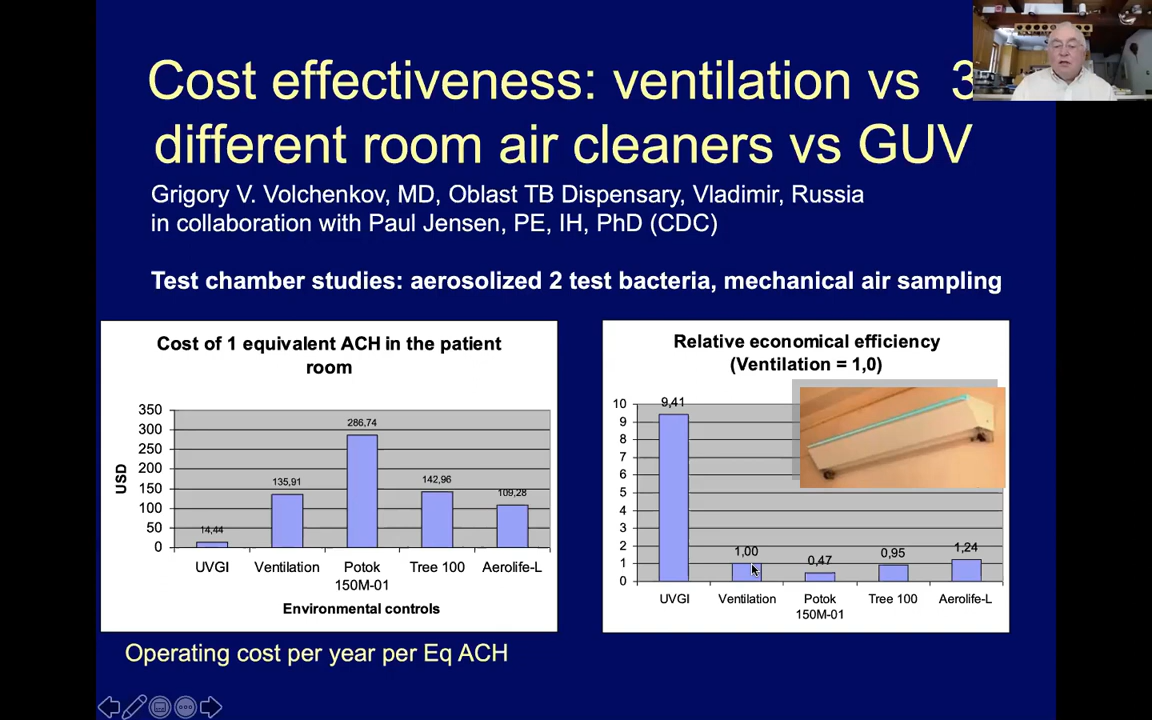 Cost effectiveness: ventilation vs 3
different room air cleaners vs GUV
Grigory V. Volchenkov, MD, Oblast TB Dispensary, Vladimir, Russia
in collaboration with Paul Jensen, PE, IH, PhD (CDC)
Test chamber studies: aerosolized 2 test bacteria, mechanical air sampling
Cost of 1 equivalent ACH in the patient
room
350
300
250
200
150
100
50
0
USD
14,44
135,91
286,74
142,96
109,28
UVGI
Ventilation
Potok
150M-01
Tree 100
Aerolife-L
Environmental controls
Relative economical efficiency
(Ventilation = 1,0)
10
9
8
7
6
5
4
3
2
1
0
9,41
1,00
0,47
0,95
1,24
UVGI
Ventilation
Potok
150M-01
Tree 100
Aerolife-L
Operating cost per year per Eq ACH